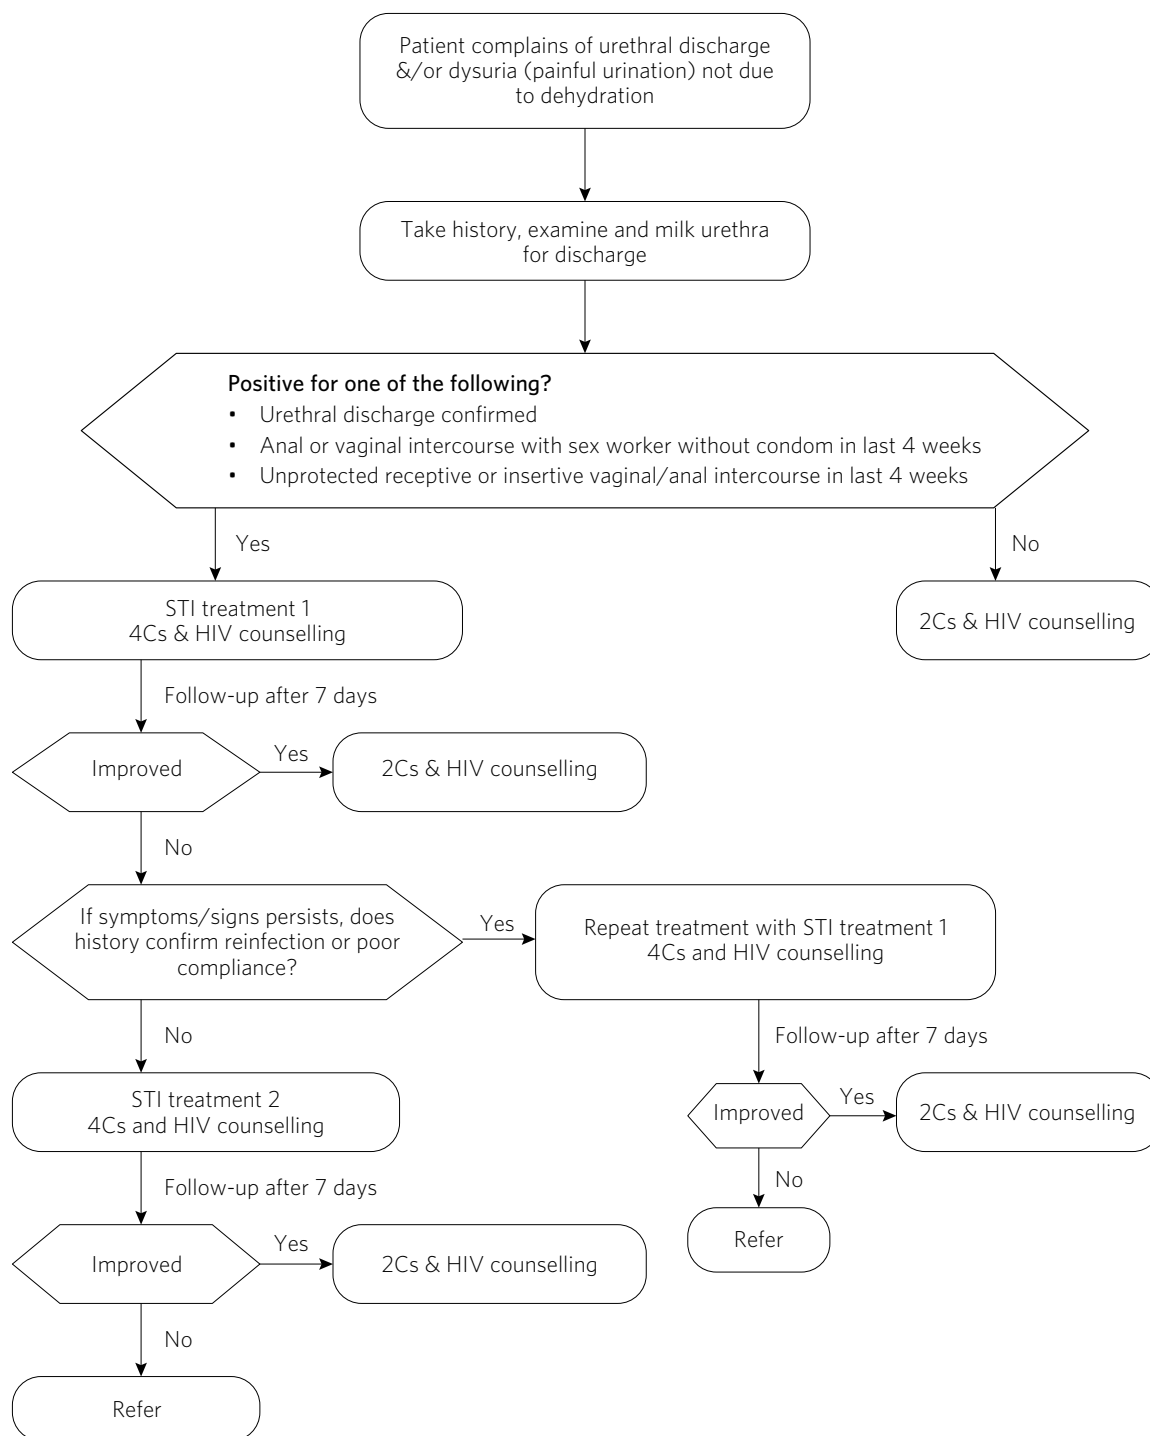 Patient complains of urethral discharge
&/or dysuria (painful urination) not due
to dehydration
Take history, examine and milk urethra
for discharge
Positive for one of the following?
• Urethral discharge confirmed
• Anal or vaginal intercourse with sex worker without condom in last 4 weeks
• Unprotected receptive or insertive vaginal/anal intercourse in last 4 weeks
Yes
No
STI treatment 1
4Cs & HIV counselling
2Cs & HIV counselling
Follow-up after 7 days
Improved
Yes
2Cs & HIV counselling
No
If symptoms/signs persists, does
history confirm reinfection or poor
compliance?
Yes
Repeat treatment with STI treatment 1
4Cs and HIV counselling
No
Follow-up after 7 days
STI treatment 2
4Cs and HIV counselling
Improved
Yes
2Cs & HIV counselling
Follow-up after 7 days
No
Refer
Improved
Yes
2Cs & HIV counselling
No
Refer